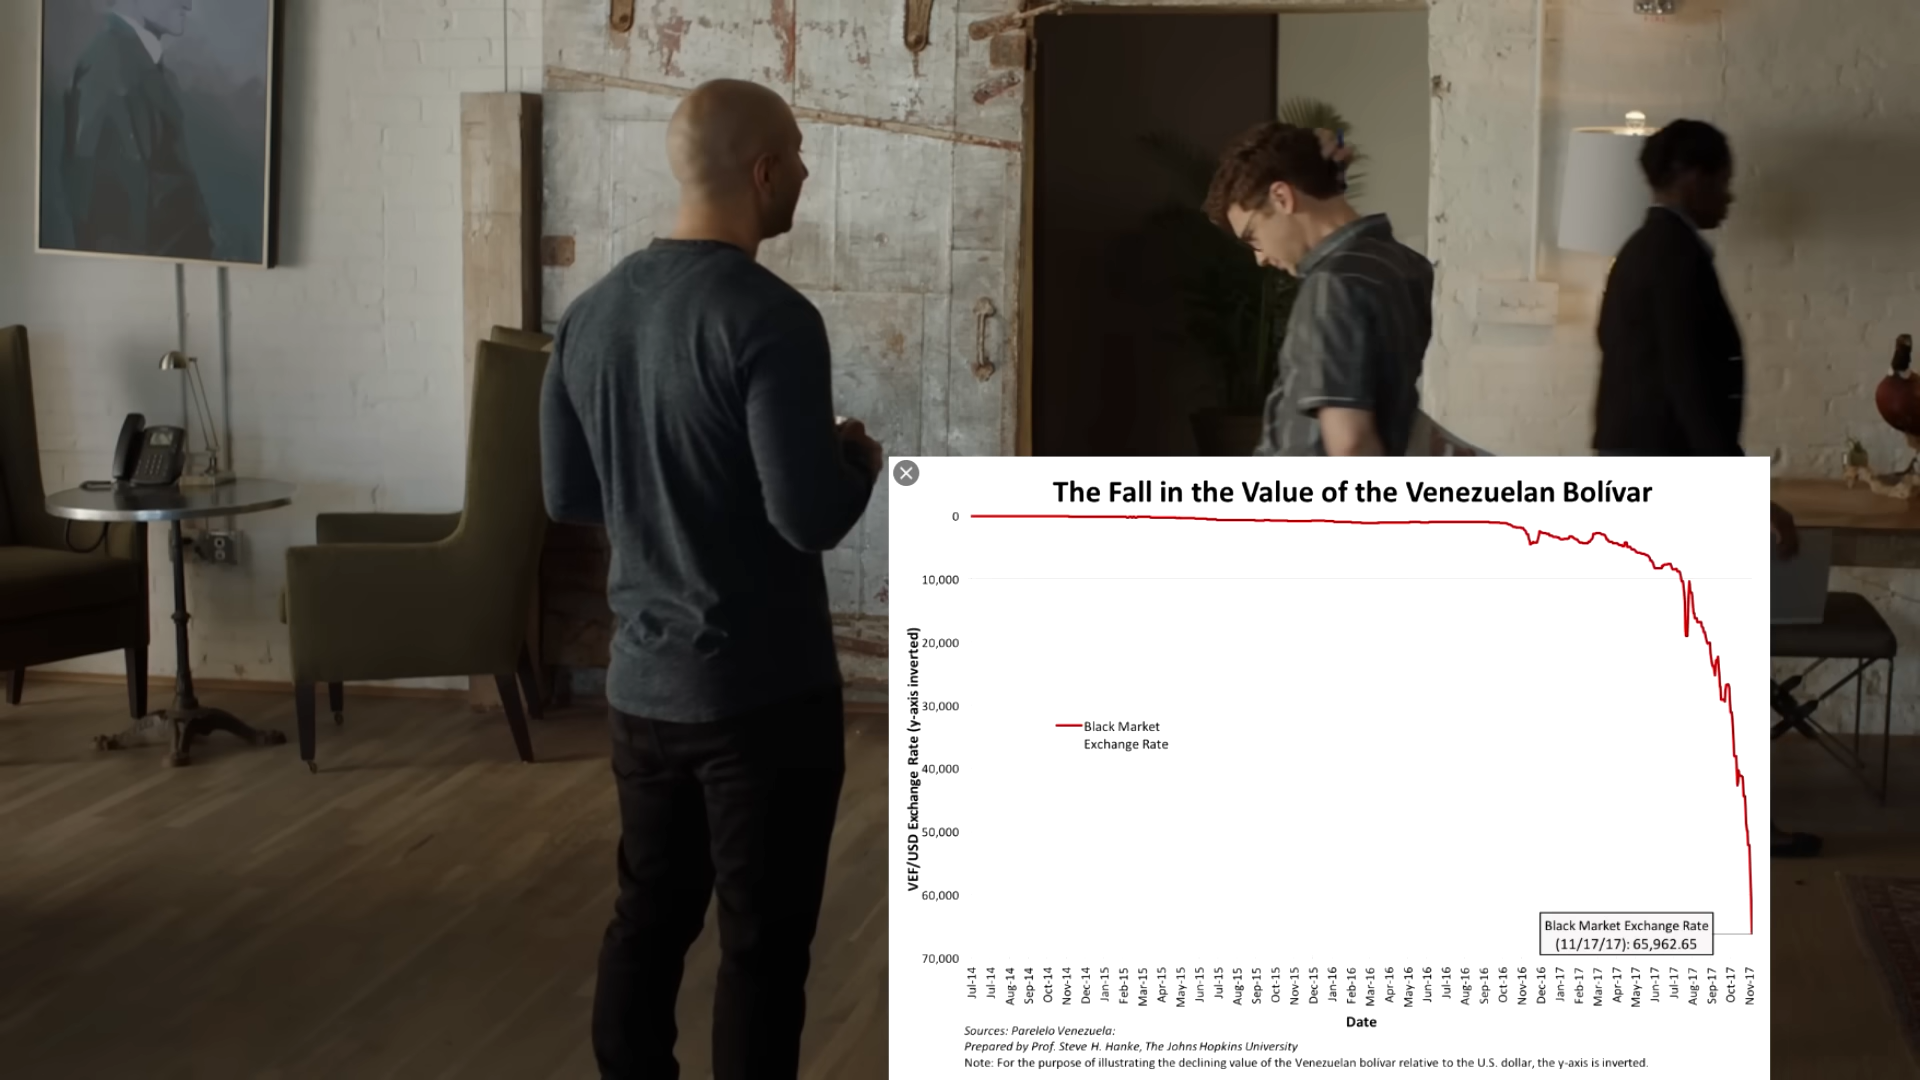 The Fall in the Value of the Venezuelan Bolívar
0
10,000
20,000
30,000
40,000
50,000
60,000
70,000
VEF/USD Exchange Rate (y-axis inverted)
Black Market
Exchange Rate
Black Market Exchange Rate
(11/17/17): 65,962.65
Jul-14
Jul-14
Aug-14
Sep-14
Oct-14
Nov-14
Dec-14
Jan-15
Feb-15
Mar-15
Apr-15
May-15
Jun-15
Jul-15
Aug-15
Sep-15
Oct-15
Nov-15
Dec-15
Jan-16
Feb-16
Mar-16
Apr-16
May-16
Jun-16
Jul-16
Aug-16
Sep-16
Oct-16
Nov-16
Dec-16
Jan-17
Feb-17
Mar-17
Apr-17
May-17
Jun-17
Jul-17
Aug-17
Sep-17
Oct-17
Nov-17
Date
Sources: Parelelo Venezuela:
Prepared by Prof. Steve H. Hanke, The Johns Hopkins University
Note: For the purpose of illustrating the declining value of the Venezuelan bolívar relative to the U.S. dollar, the y-axis is inverted.